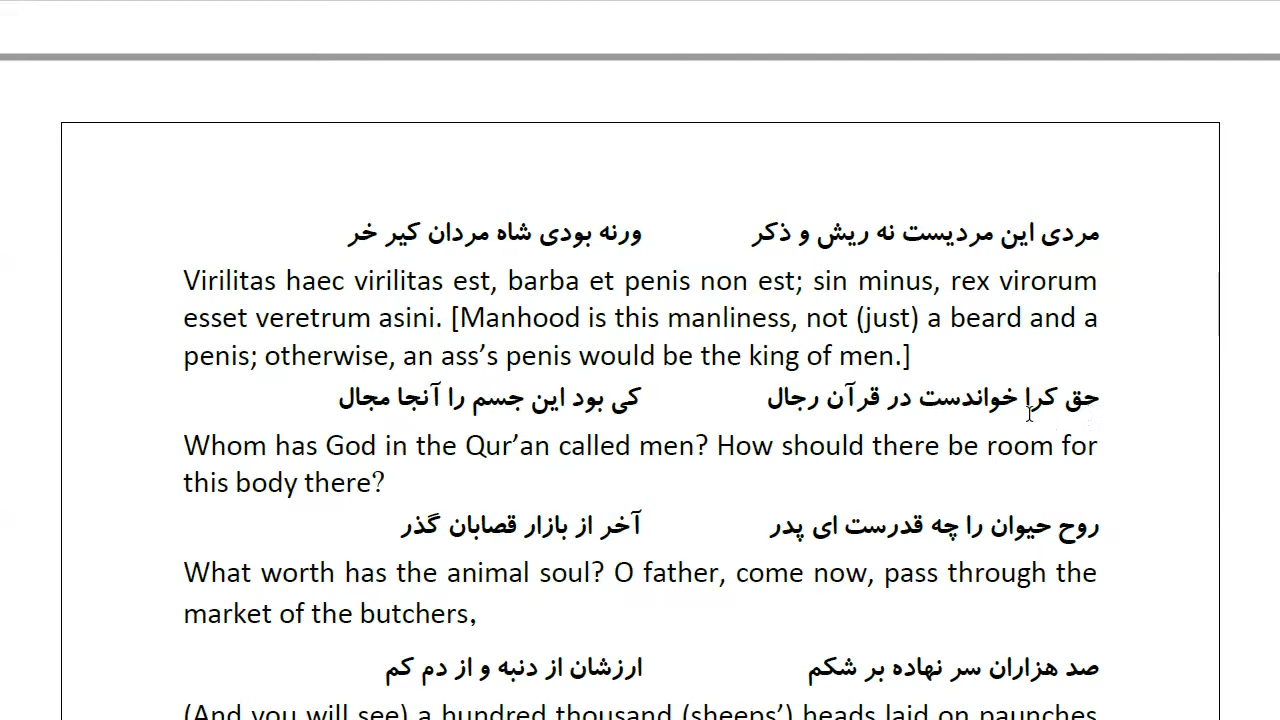 مردی این مردیست نه ریش و ذکر ورنه بودی شاه مردان کیر خر
Virilitas haec virilitas est, barba et penis non est; sin minus, rex virorum
esset veretrum asini. [Manhood is this manliness, not (just) a beard and a
penis; otherwise, an ass’s penis would be the king of men.]
حق کرا خواندست در قرآن رجال کی بود این جسم را آنجا مجال
Whom has God in the Qur’an called men? How should there be room for
this body there?
روح حیوان را چه قدرست ای پدر آخر از بازار قصابان گذر
What worth has the animal soul? O father, come now, pass through the
market of the butchers,
صد هزاران سر نهاده بر شکم ارزشان از دنبه و از دم کم
(And you will see) a hundred thousand (sheeps’) heads laid on paunches